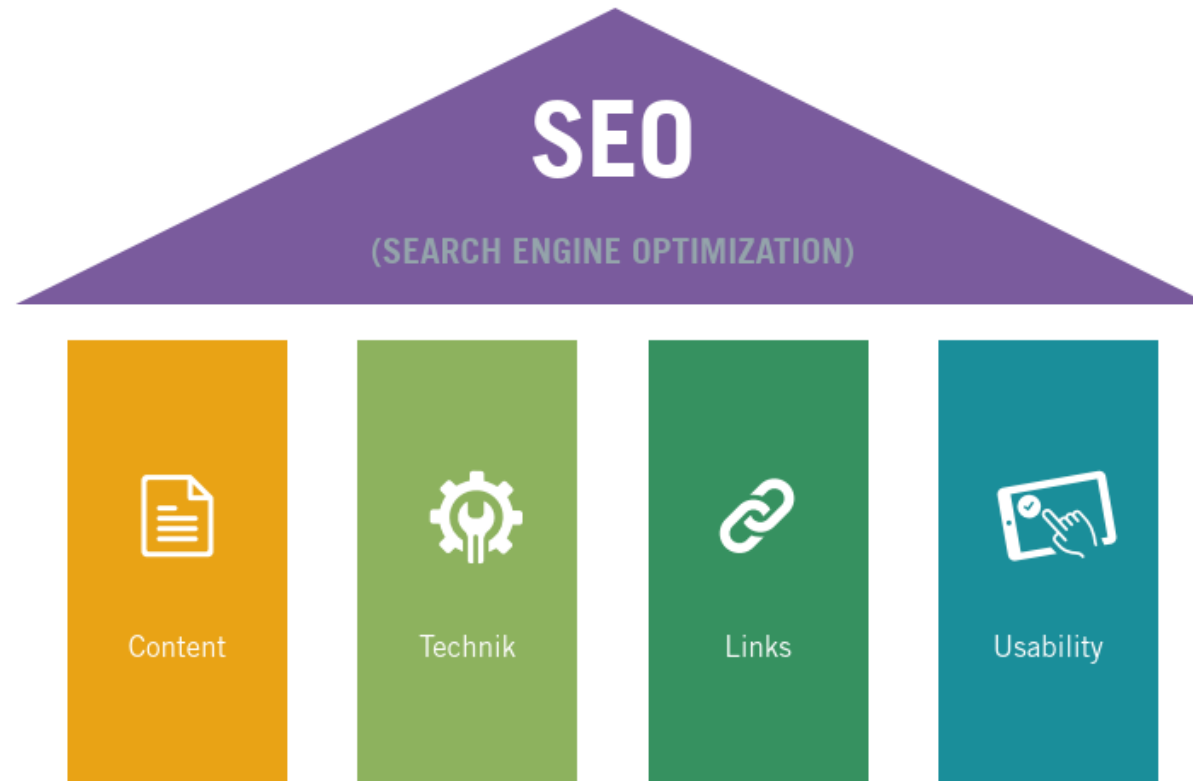 SEO
(SEARCH ENGINE OPTIMIZATION)
Content
Technik
Links
Usability